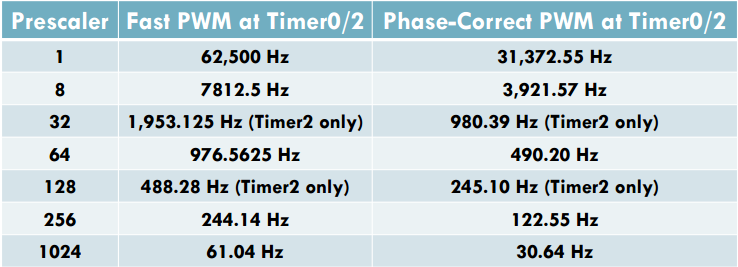 Prescaler Fast PWM at Timer0/2 Phase-Correct PWM at Timer0/2
1 62,500 Hz 31,372.55 Hz
8 7812.5 Hz 3,921.57 Hz
32 1,953.125 Hz (Timer2 only) 980.39 Hz (Timer2 only)
64 976.5625 Hz 490.20 Hz
128 488.28 Hz (Timer2 only) 245.10 Hz (Timer2 only)
256 244.14 Hz 122.55 Hz
1024 61.04 Hz 30.64 Hz